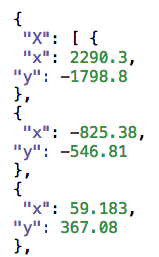 {
"X": [ {
"x": 2290.3,
"y": −1798.8
},
{
"x": −825.38,
"y": −546.81
},
{
"x": 59.183,
"y": 367.08
},